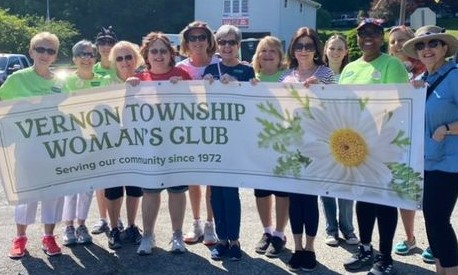 VERNON TOWNSHIP
WOMAN'S CLUB
Serving our community since 1972